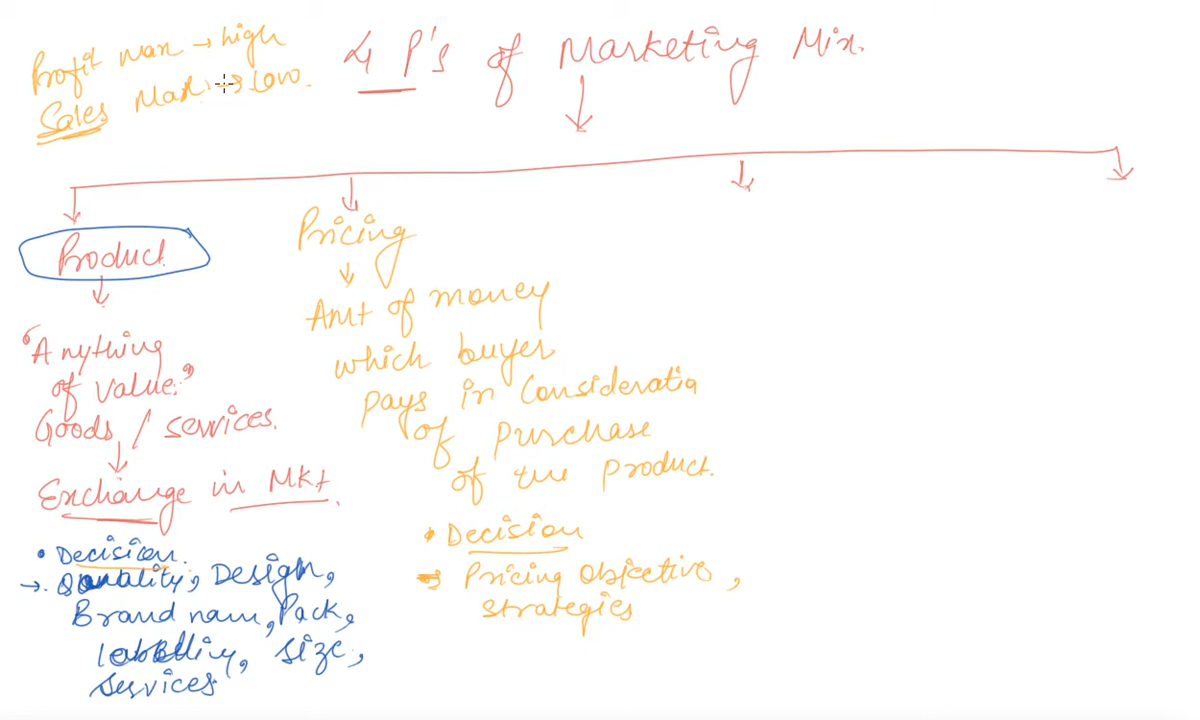 Profit Max → high
Sales Max → Low.
4 P's of Marketing Mix.
Product
"Anything
of value."
Goods / Services.
Exchange in Mkt.
• Decision.
→ Quality, Design,
Brand nam, Pack,
labelling, size,
services
Pricing
Amt of money
which buyer
pays in Consideratio
of purchase
of the product.
• Decision
Pricing objective,
strategies